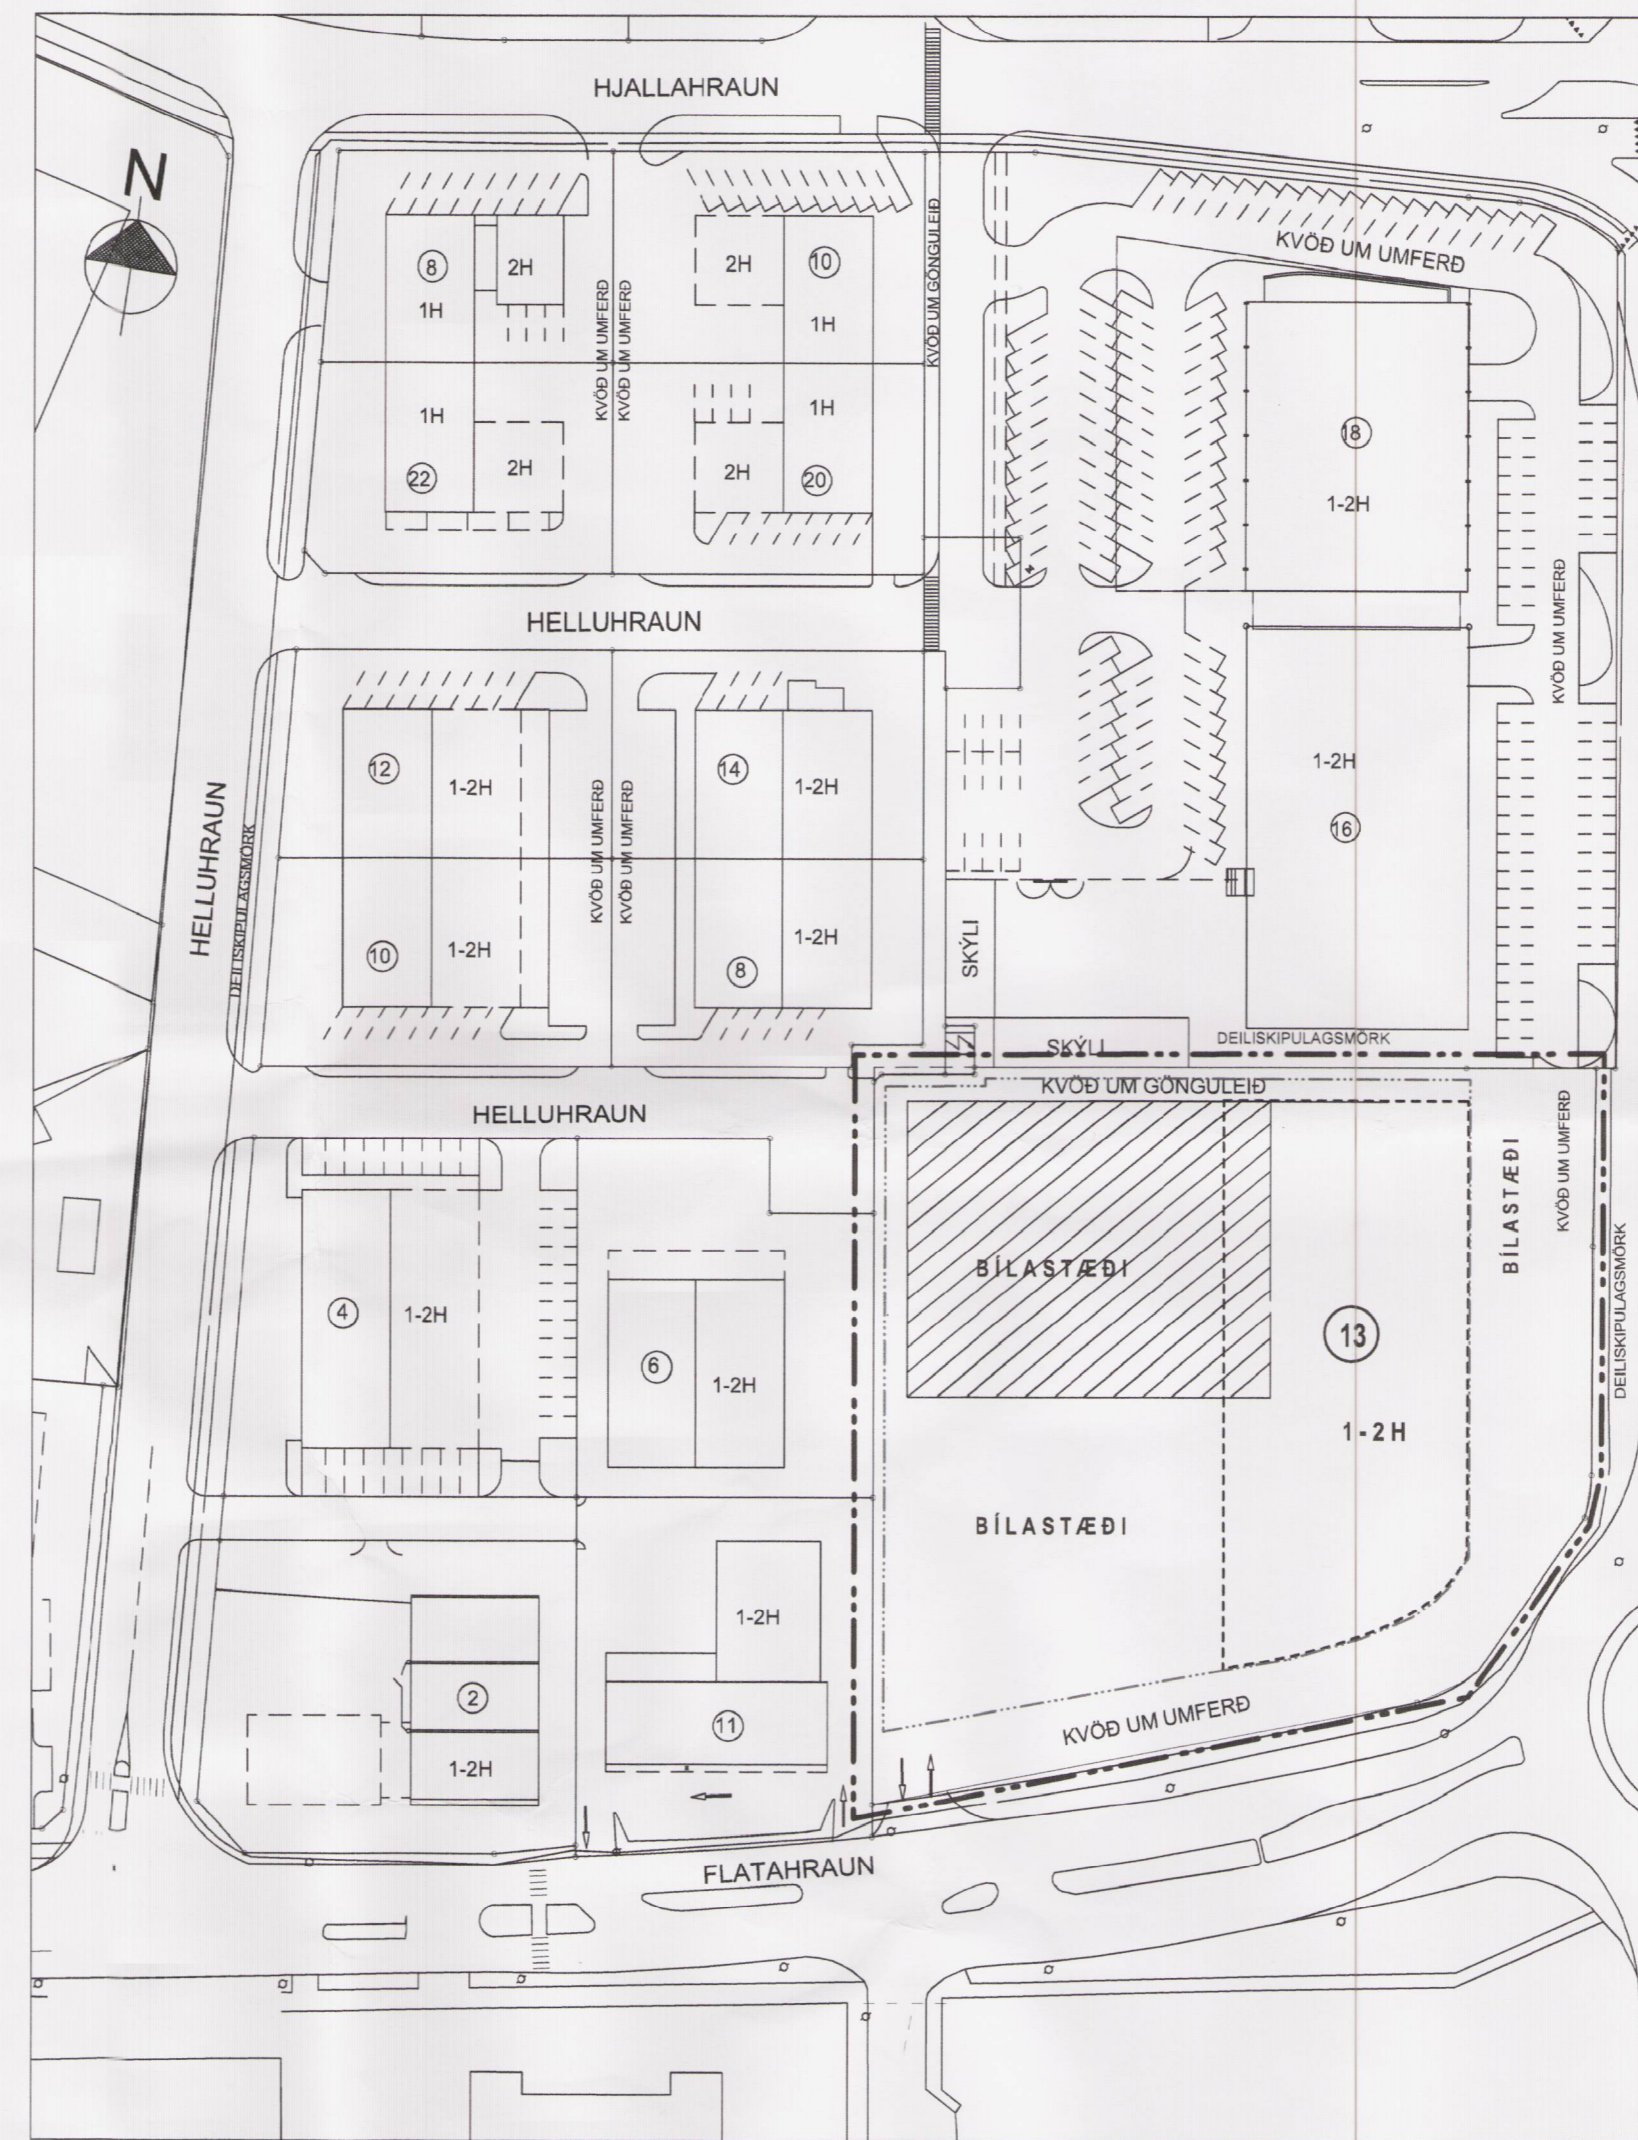 HJALLAHRAUN
N
KVÖÐ UM UMFERÐ
8
2H
1H
2H
10
1H
KVÖÐ UM UMFERÐ
KVÖÐ UM UMFERÐ
KVÖÐ UM GÖNGULEIÐ
1H
22
2H
1H
2H
20
18
1-2H
KVÖÐ UM UMFERÐ
HELLUHRAUN
12
1-2H
14
1-2H
1-2H
16
KVÖÐ UM UMFERÐ
KVÖÐ UM UMFERÐ
HELLUHRAUN
DEILISKIPULAGSMÖRK
10
1-2H
8
1-2H
SKÝLI
SKÝLI
DEILISKIPULAGSMÖRK
KVÖÐ UM GÖNGULEIÐ
HELLUHRAUN
BÍLASTÆÐI
KVÖÐ UM UMFERÐ
DEILISKIPULAGSMÖRK
BÍLASTÆÐI
4
1-2H
6
1-2H
13
1-2H
BÍLASTÆÐI
1-2H
2
1-2H
11
KVÖÐ UM UMFERÐ
FLATAHRAUN